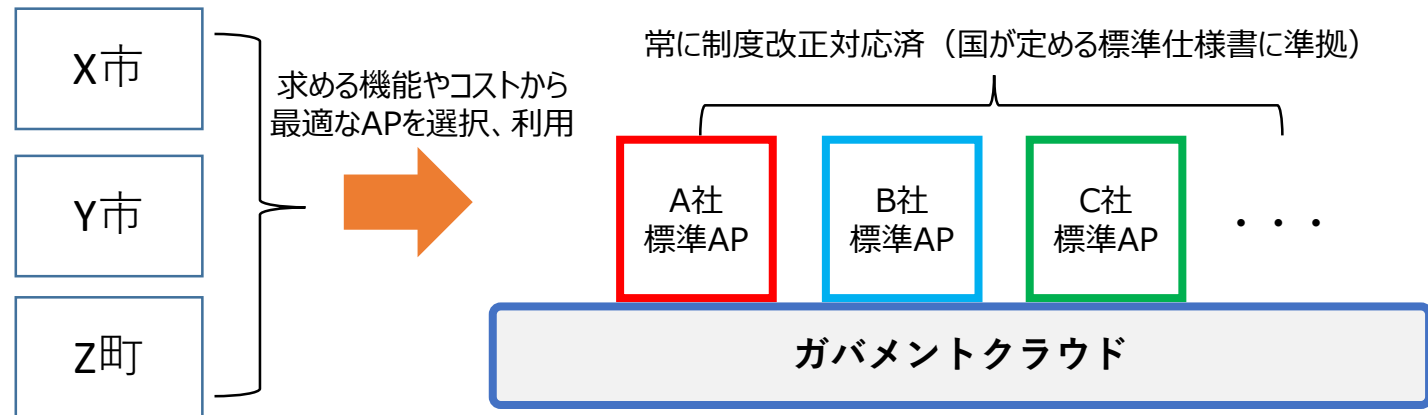 X市
Y市
Z町
求める機能やコストから
最適なAPを選択、利用
常に制度改正対応済（国が定める標準仕様書に準拠）
A社
標準AP
B社
標準AP
C社
標準AP
・・・
ガバメントクラウド